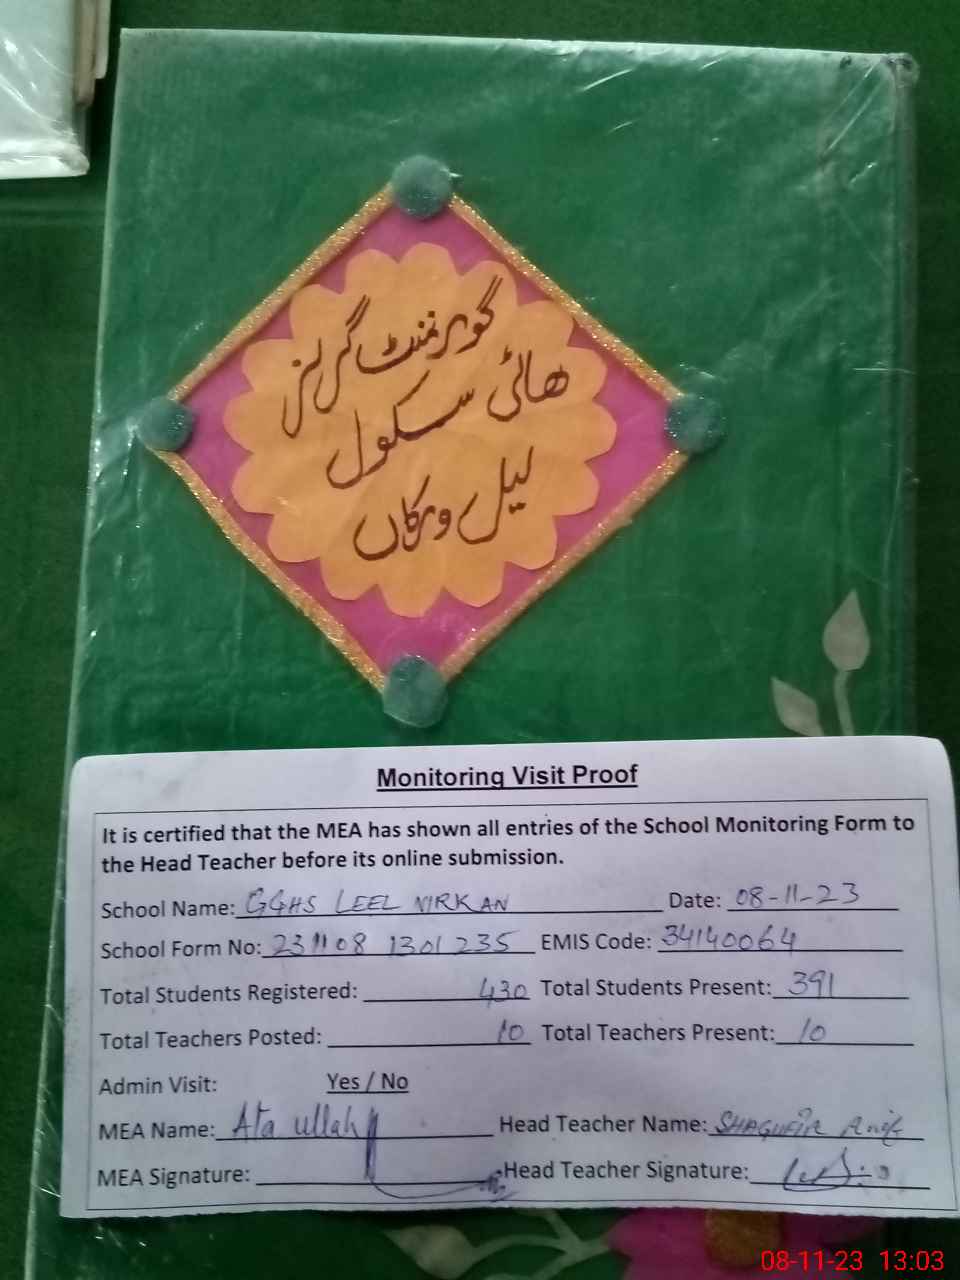 گورنمنٹ گرلز
ھائی سکول
لیل ورکاں
Monitoring Visit Proof
It is certified that the MEA has shown all entries of the School Monitoring Form to
the Head Teacher before its online submission.
School Name: GGHS LEEL VIRKAN Date: 08-11-23
School Form No: 231108 1301235 EMIS Code: 34140064
Total Students Registered: 430 Total Students Present: 391
Total Teachers Posted: 10 Total Teachers Present: 10
Admin Visit: Yes / No
MEA Name: Ata ullah Head Teacher Name: SHAGUFTA
MEA Signature: Head Teacher Signature:
08-11-23 13:03